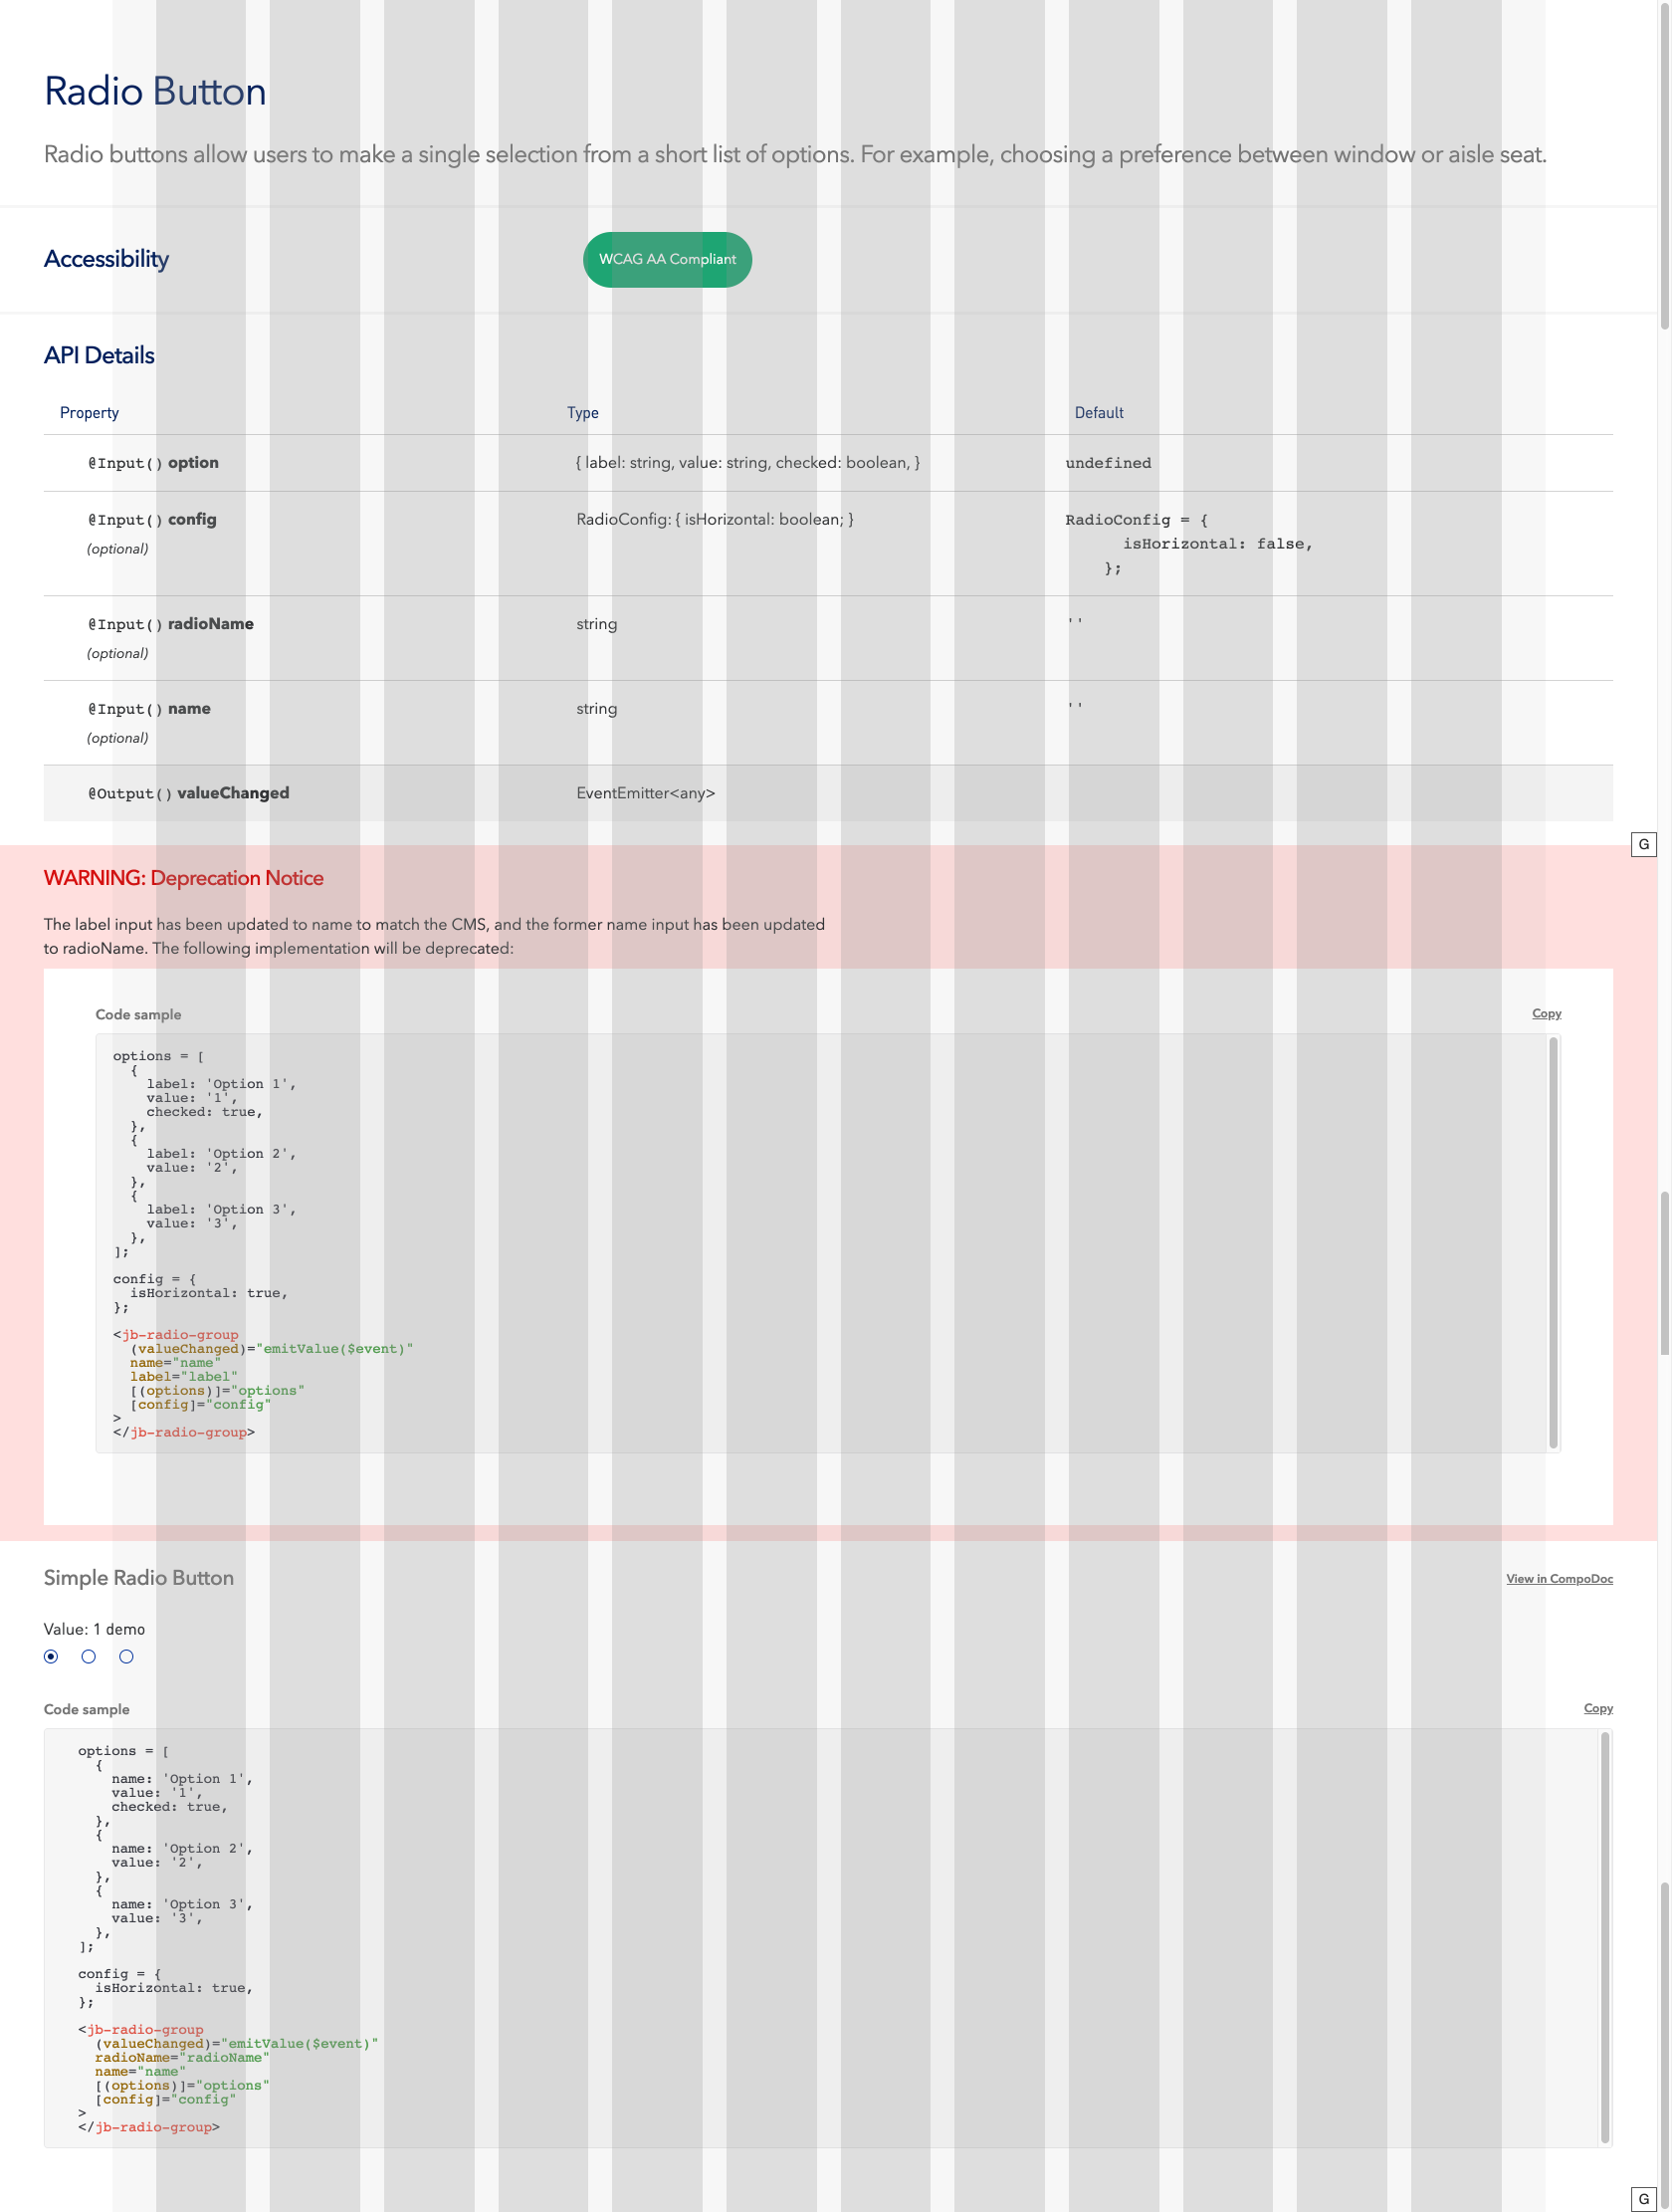 Radio Button
Radio buttons allow users to make a single selection from a short list of options. For example, choosing a preference between window or aisle seat.
Accessibility
WCAG AA Compliant
API Details
Property Type Default
@Input() option { label: string, value: string, checked: boolean, } undefined
@Input() config RadioConfig: { isHorizontal: boolean; } RadioConfig = {
(optional) isHorizontal: false,
};
@Input() radioName string ''
(optional)
@Input() name string ''
(optional)
@Output() valueChanged EventEmitter<any>
G
WARNING: Deprecation Notice
The label input has been updated to name to match the CMS, and the former name input has been updated
to radioName. The following implementation will be deprecated:
Code sample Copy
options = [
{
label: 'Option 1',
value: '1',
checked: true,
},
{
label: 'Option 2',
value: '2',
},
{
label: 'Option 3',
value: '3',
},
];
config = {
isHorizontal: true,
};
<jb-radio-group
(valueChanged)="emitValue($event)"
name="name"
label="label"
[(options)]="options"
[config]="config"
>
</jb-radio-group>
Simple Radio Button View in CompoDoc
Value: 1 demo
Code sample Copy
options = [
{
name: 'Option 1',
value: '1',
checked: true,
},
{
name: 'Option 2',
value: '2',
},
{
name: 'Option 3',
value: '3',
},
];
config = {
isHorizontal: true,
};
<jb-radio-group
(valueChanged)="emitValue($event)"
radioName="radioName"
name="name"
[(options)]="options"
[config]="config"
>
</jb-radio-group>
G